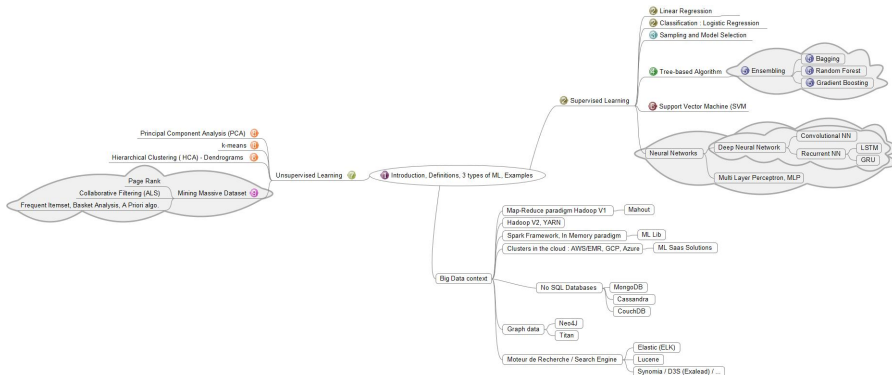 Introduction, Definitions, 3 types of ML, Examples
Supervised Learning
Linear Regression
Classification : Logistic Regression
Sampling and Model Selection
Tree-based Algorithm
Ensembling
Bagging
Random Forest
Gradient Boosting
Support Vector Machine (SVM
Neural Networks
Deep Neural Network
Convolutional NN
Recurrent NN
LSTM
GRU
Multi Layer Perceptron, MLP
Unsupervised Learning
Principal Component Analysis (PCA)
k-means
Hierarchical Clustering ( HCA) - Dendrograms
Mining Massive Dataset
Page Rank
Collaborative Filtering (ALS)
Frequent Itemset, Basket Analysis, A Priori algo.
Big Data context
Map-Reduce paradigm Hadoop V1
Mahout
Hadoop V2, YARN
Spark Framework, In Memory paradigm
ML Lib
Clusters in the cloud : AWS/EMR, GCP, Azure
ML Saas Solutions
No SQL Databases
MongoDB
Cassandra
CouchDB
Graph data
Neo4J
Titan
Moteur de Recherche / Search Engine
Elastic (ELK)
Lucene
Synomia / D3S (Exalead) / ...